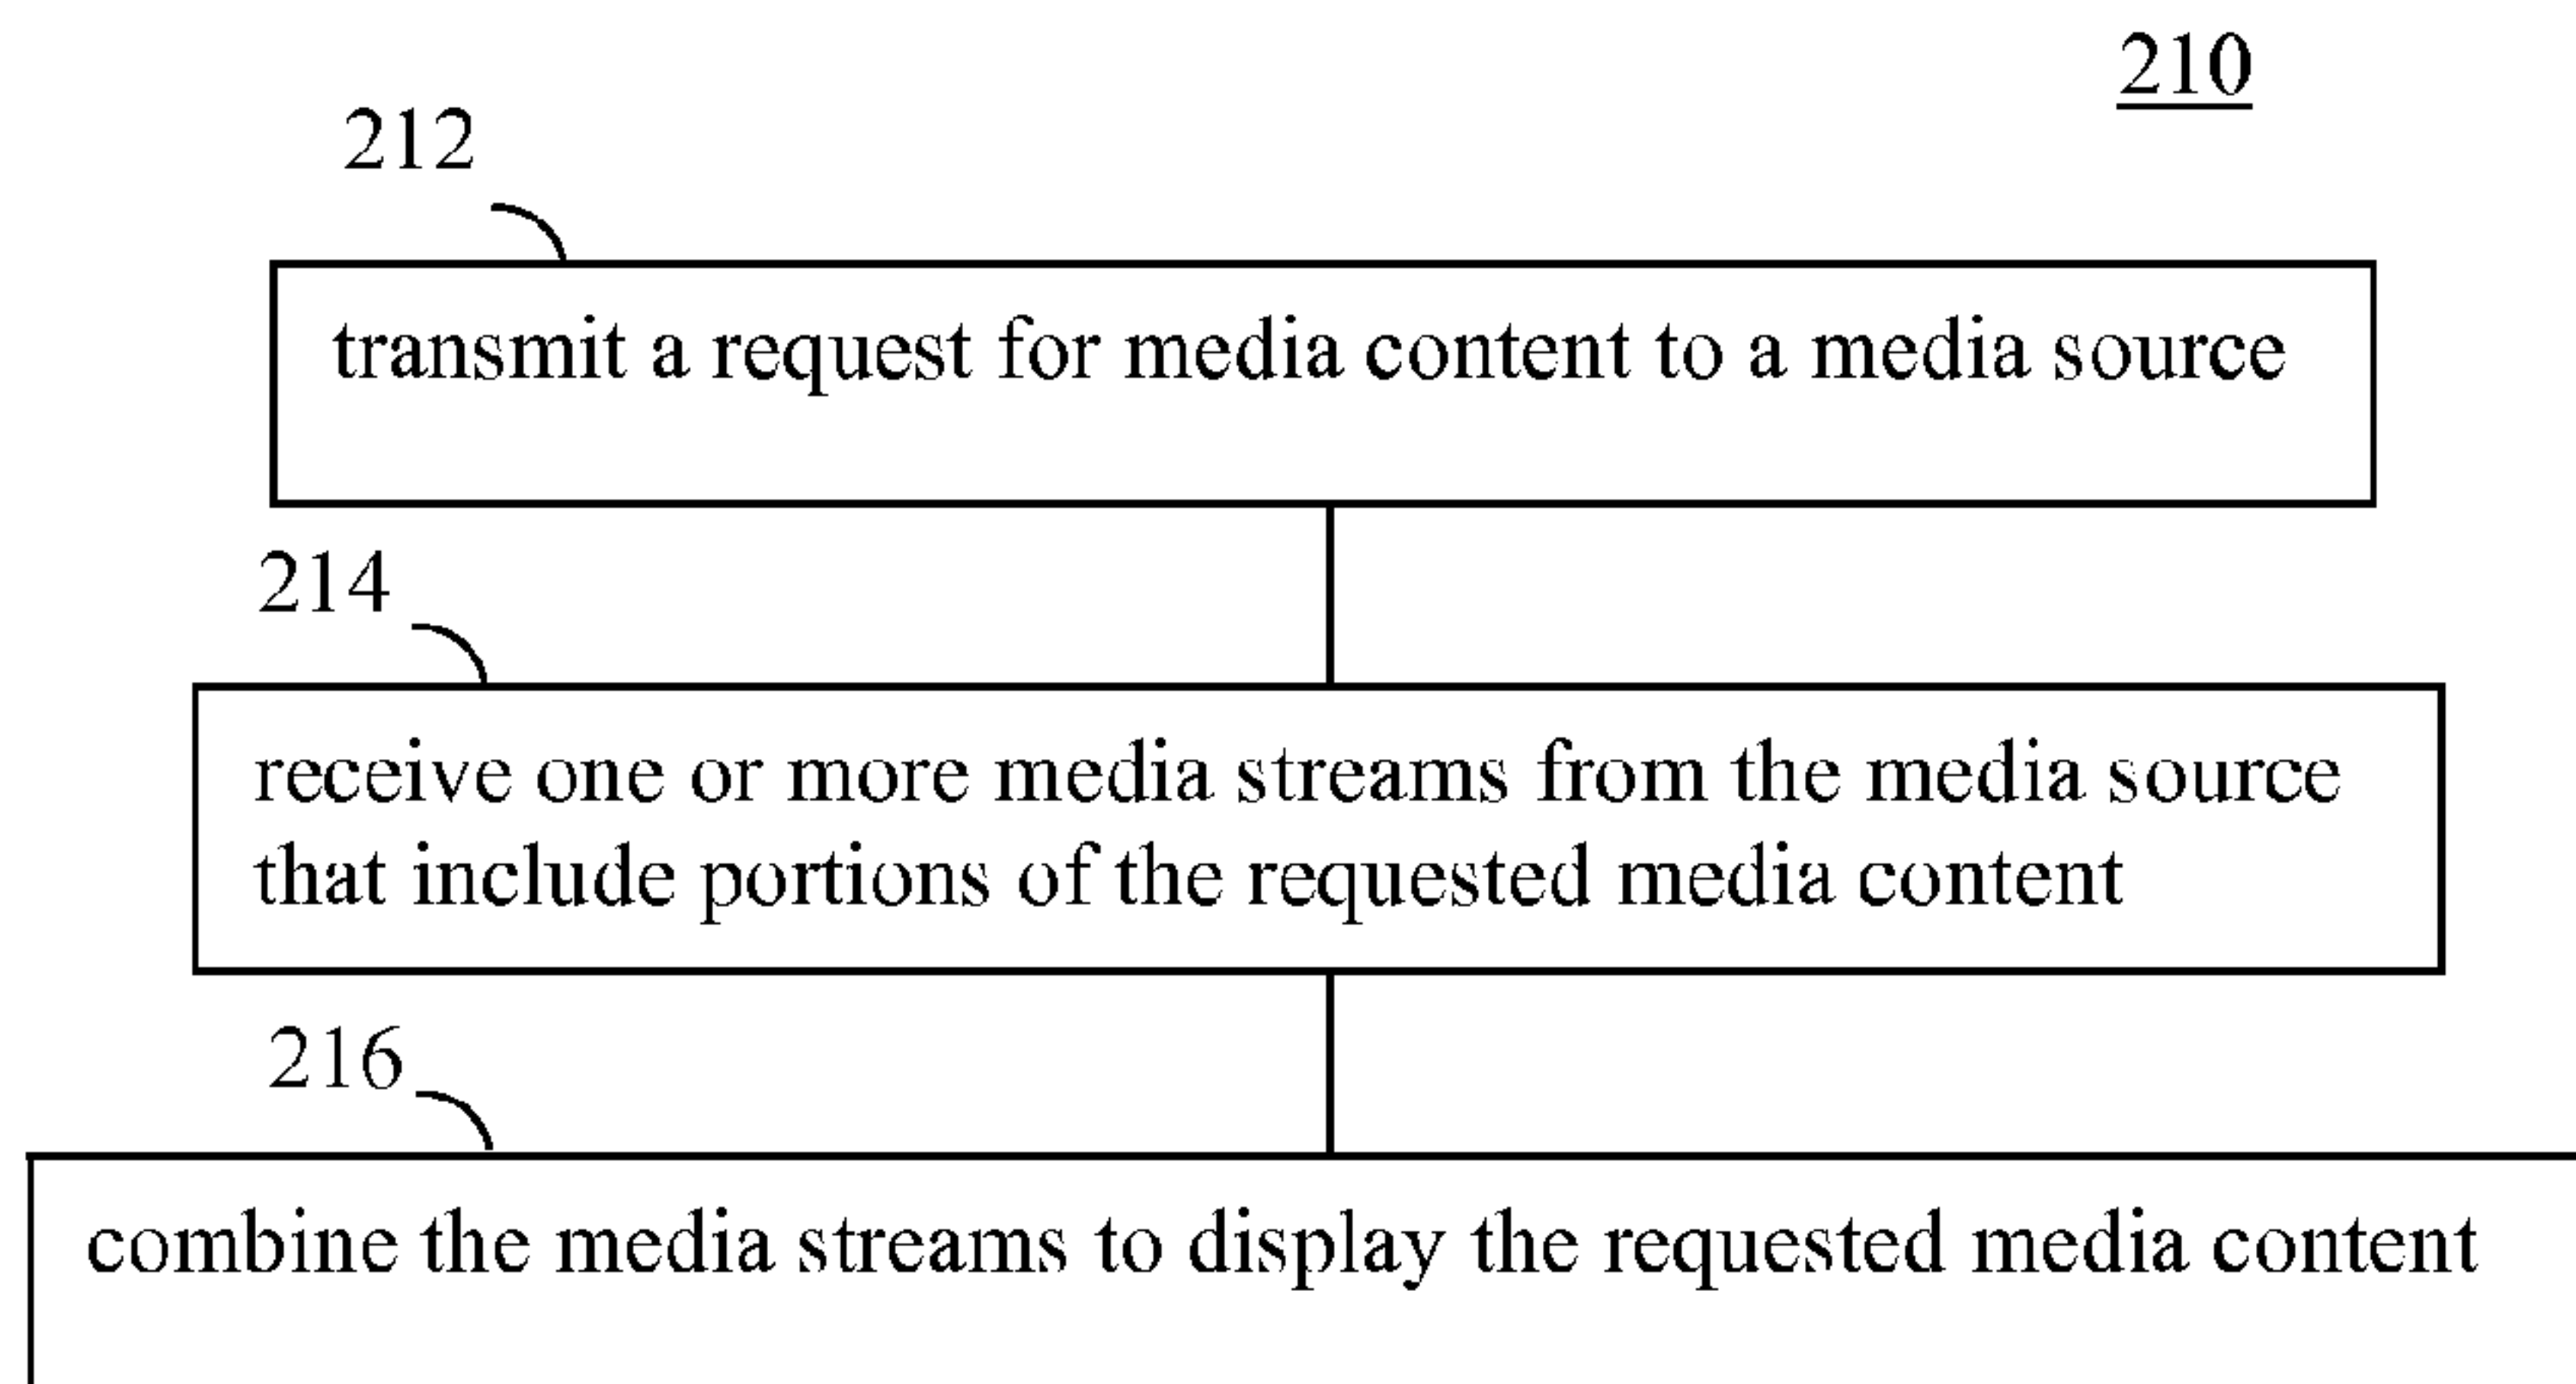 210
212
transmit a request for media content to a media source
214
receive one or more media streams from the media source
that include portions of the requested media content
216
combine the media streams to display the requested media content